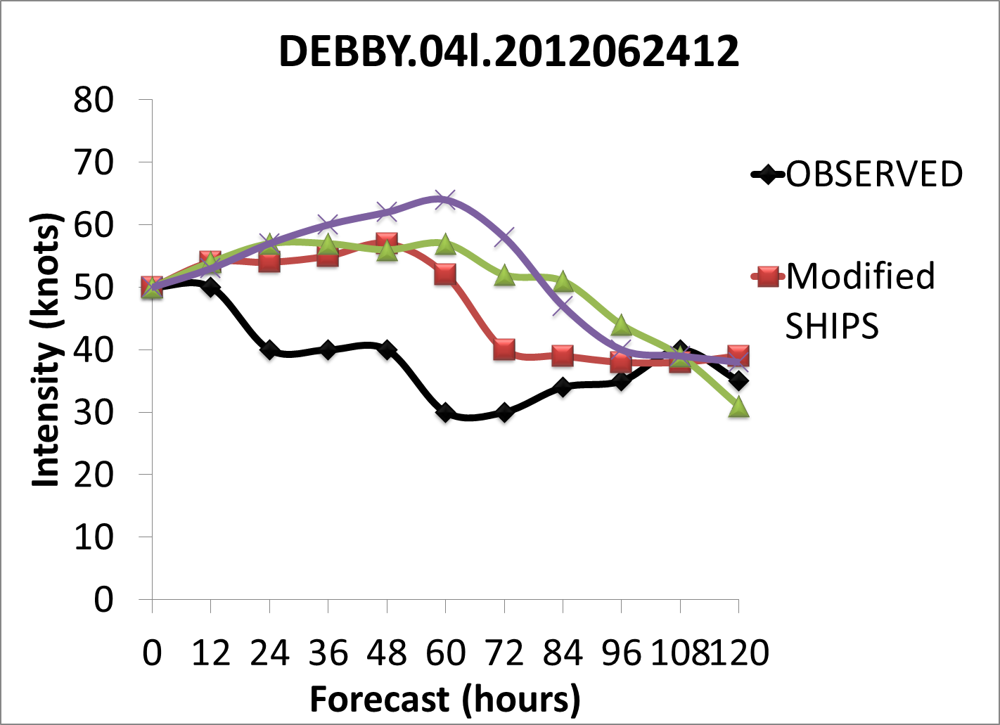 DEBBY.04l.2012062412
80
70
60
50
40
30
20
10
0
Intensity (knots)
0 12 24 36 48 60 72 84 96 108 120
Forecast (hours)
OBSERVED
Modified
SHIPS